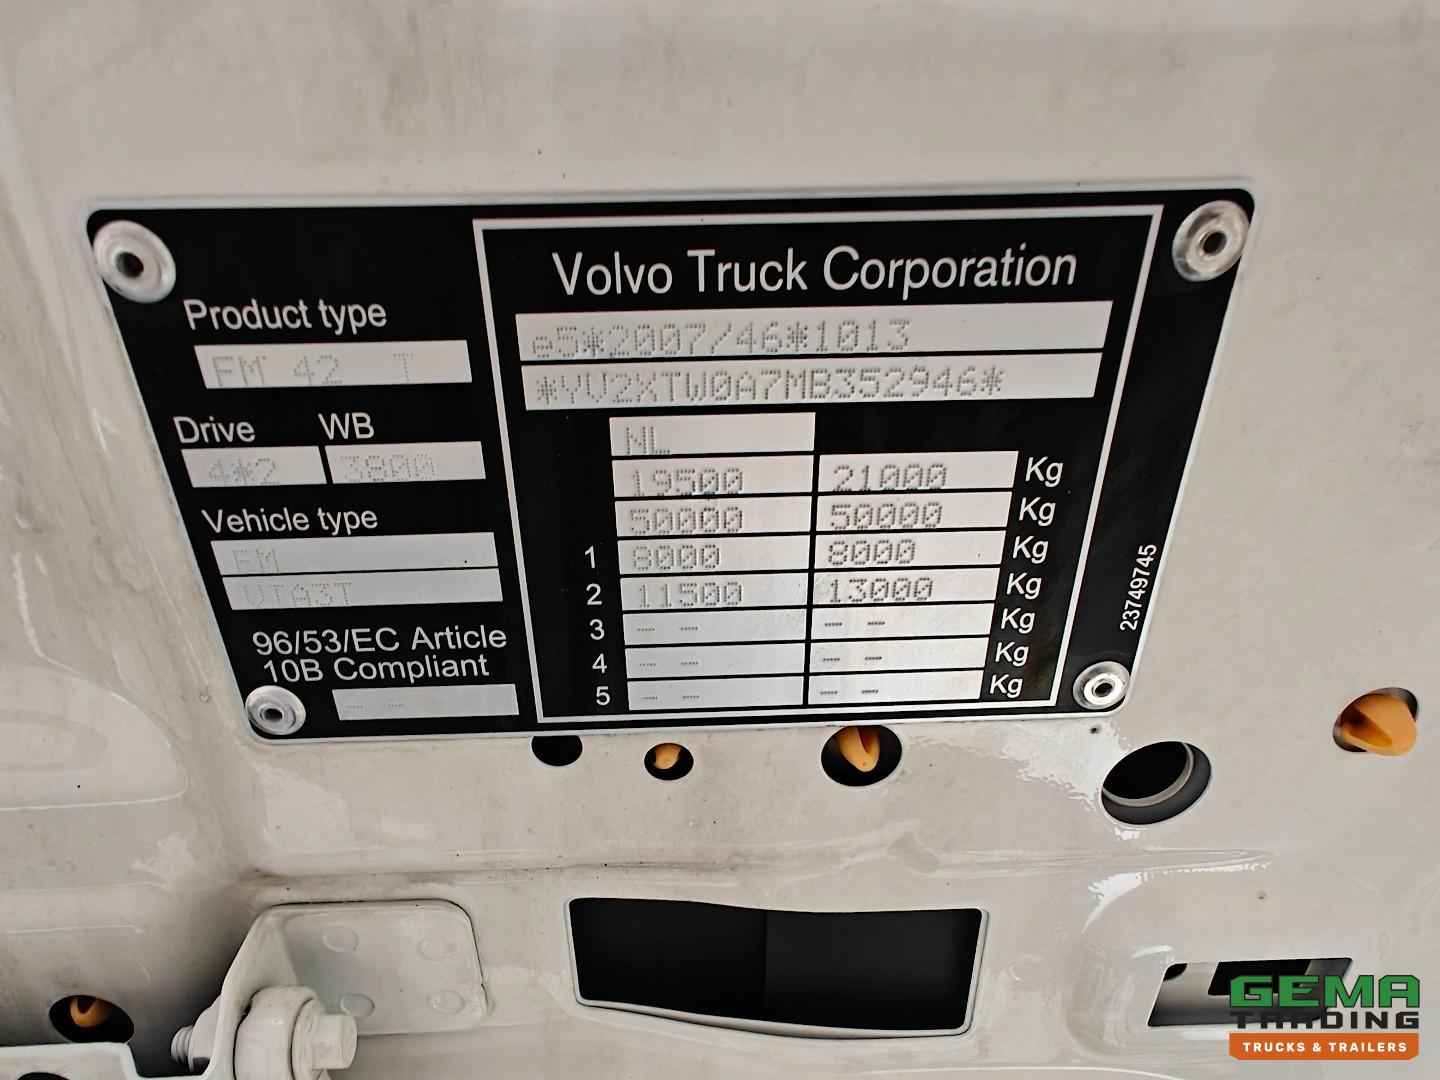 Volvo Truck Corporation
e5*2007/46*1013
*YV2XTW0A7MB352946*
Product type
FM 42 T
Drive WB
4*2 3800
Vehicle type
FM
VTA3T
96/53/EC Article
10B Compliant
-- --
NL
19500 21000 Kg
50000 50000 Kg
1 8000 8000 Kg
2 11500 13000 Kg
3 -- -- -- -- Kg
4 -- -- -- -- Kg
5 -- -- -- -- Kg
23749745
GEMA
TRADING
TRUCKS & TRAILERS